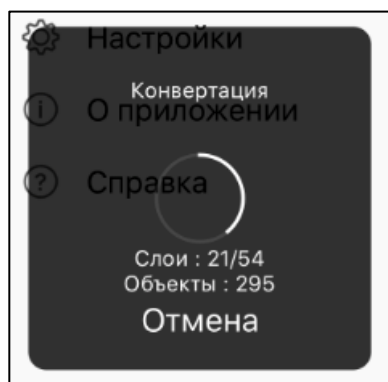 Настройки
Конвертация
О приложении
Справка
Слои : 21/54
Объекты : 295
Отмена